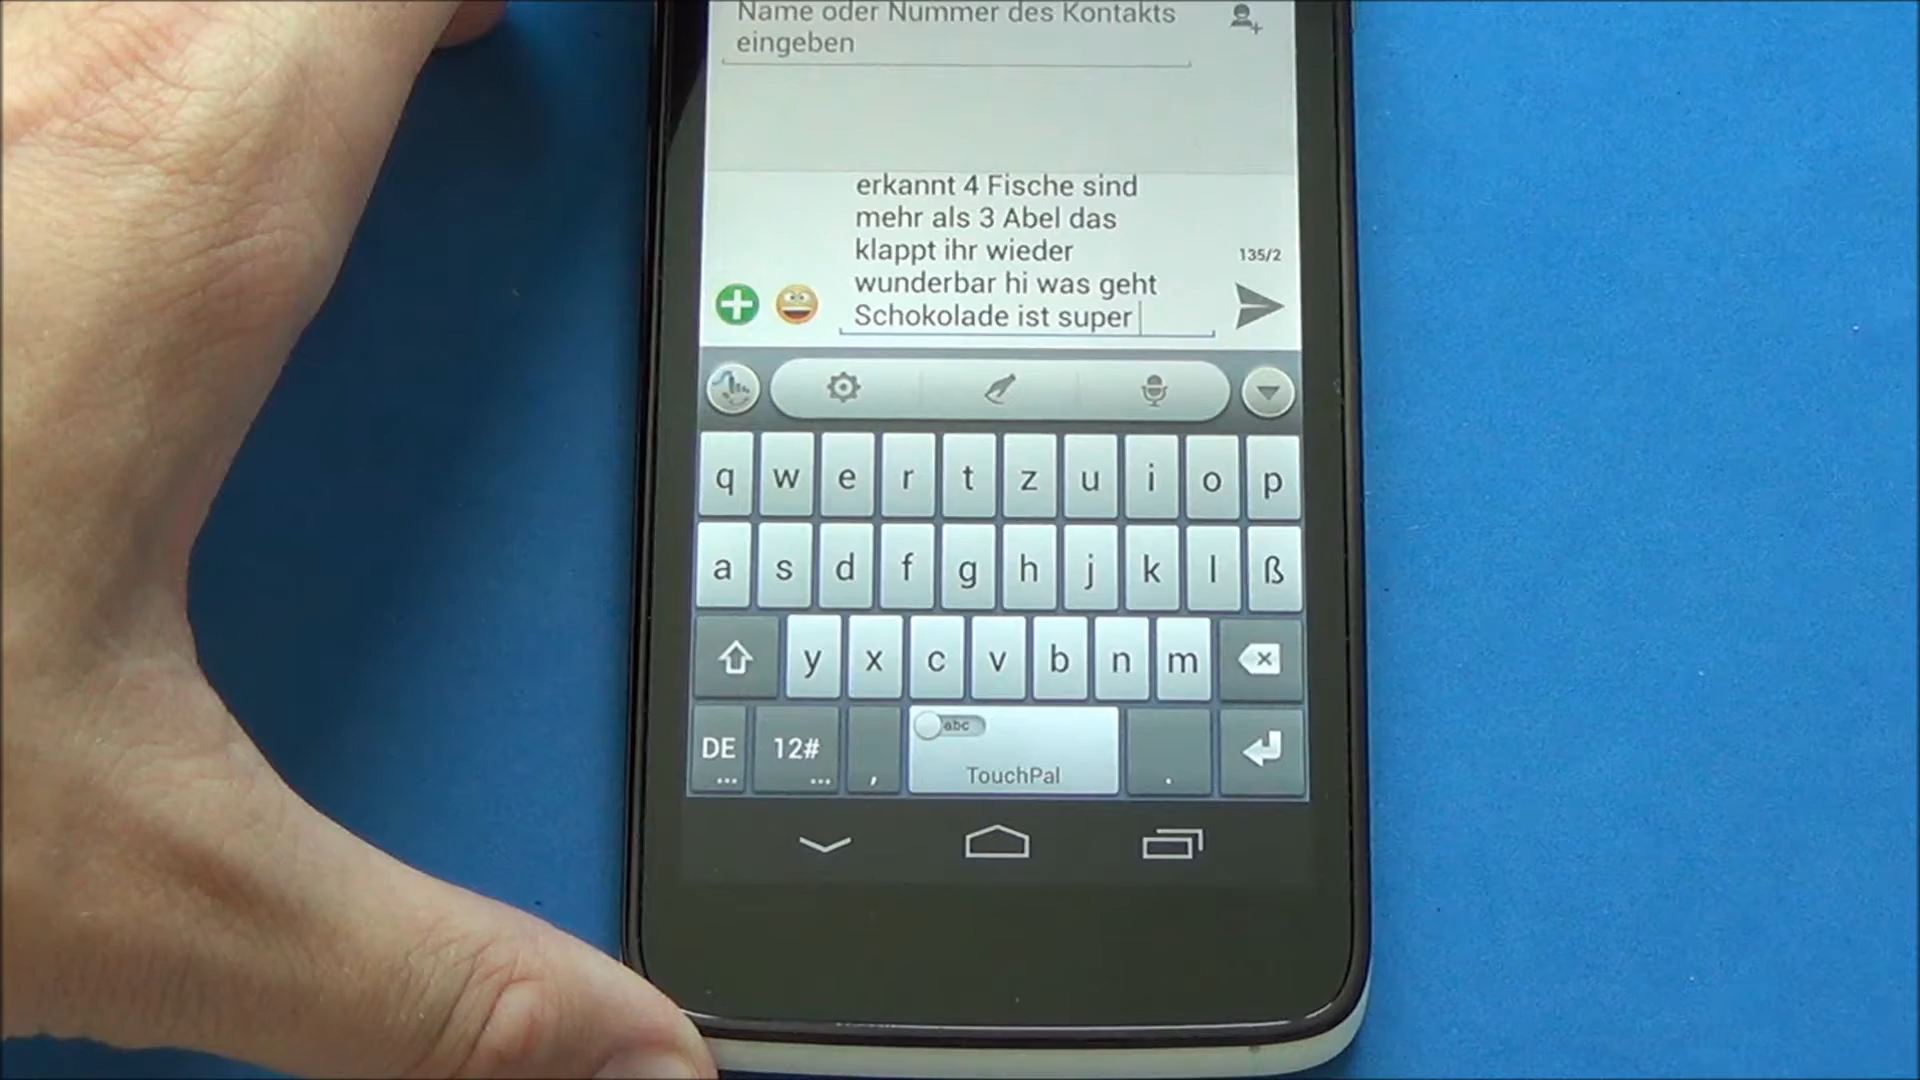 Name oder Nummer des Kontakts
eingeben
erkannt 4 Fische sind
mehr als 3 Abel das
klappt ihr wieder
wunderbar hi was geht
Schokolade ist super
135/2
q w e r t z u i o p
a s d f g h j k l ß
y x c v b n m
abc
DE ... 12# ... , TouchPal .